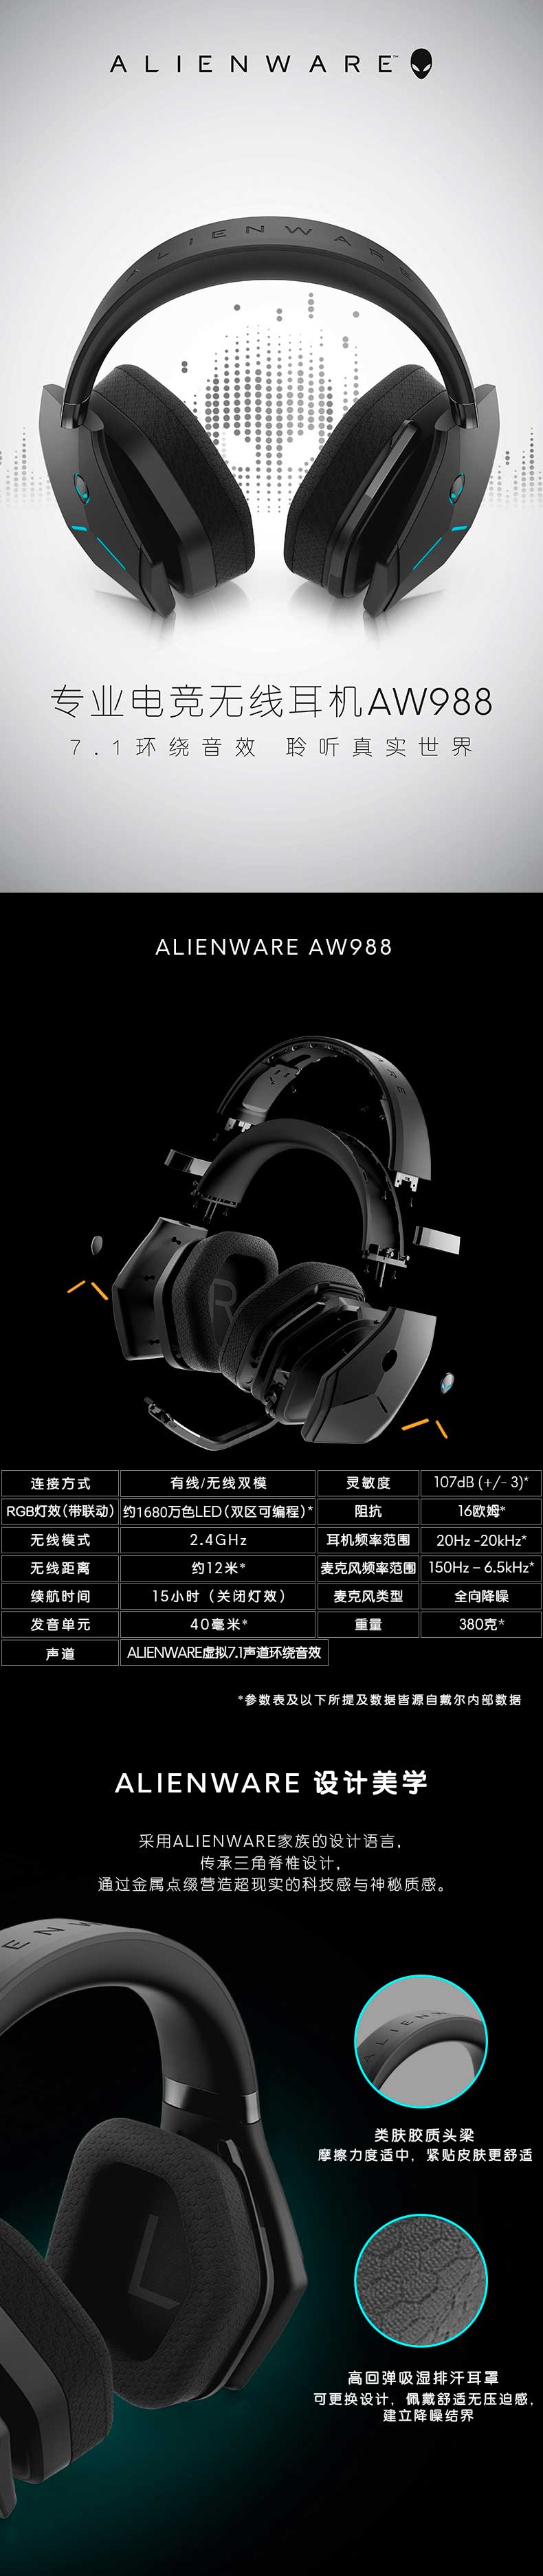 ALIENWARE™
ALIENWARE
专业电竞无线耳机AW988
7.1环绕音效 聆听真实世界
ALIENWARE AW988
R
连接方式 有线/无线双模 灵敏度 107dB (+/- 3)*
RGB灯效(带联动) 约1680万色LED(双区可编程)* 阻抗 16欧姆*
无线模式 2.4GHz 耳机频率范围 20Hz -20kHz*
无线距离 约12米* 麦克风频率范围 150Hz – 6.5kHz*
续航时间 15小时(关闭灯效) 麦克风类型 全向降噪
发音单元 40毫米* 重量 380克*
声道 ALIENWARE虚拟7.1声道环绕音效
*参数表及以下所提及数据皆源自戴尔内部数据
ALIENWARE 设计美学
采用ALIENWARE家族的设计语言,
传承三角脊椎设计,
通过金属点缀营造超现实的科技感与神秘质感。
E N W
ALIENW
类肤胶质头梁
摩擦力度适中, 紧贴皮肤更舒适
L
高回弹吸湿排汗耳罩
可更换设计, 佩戴舒适无压迫感,
建立降噪结界